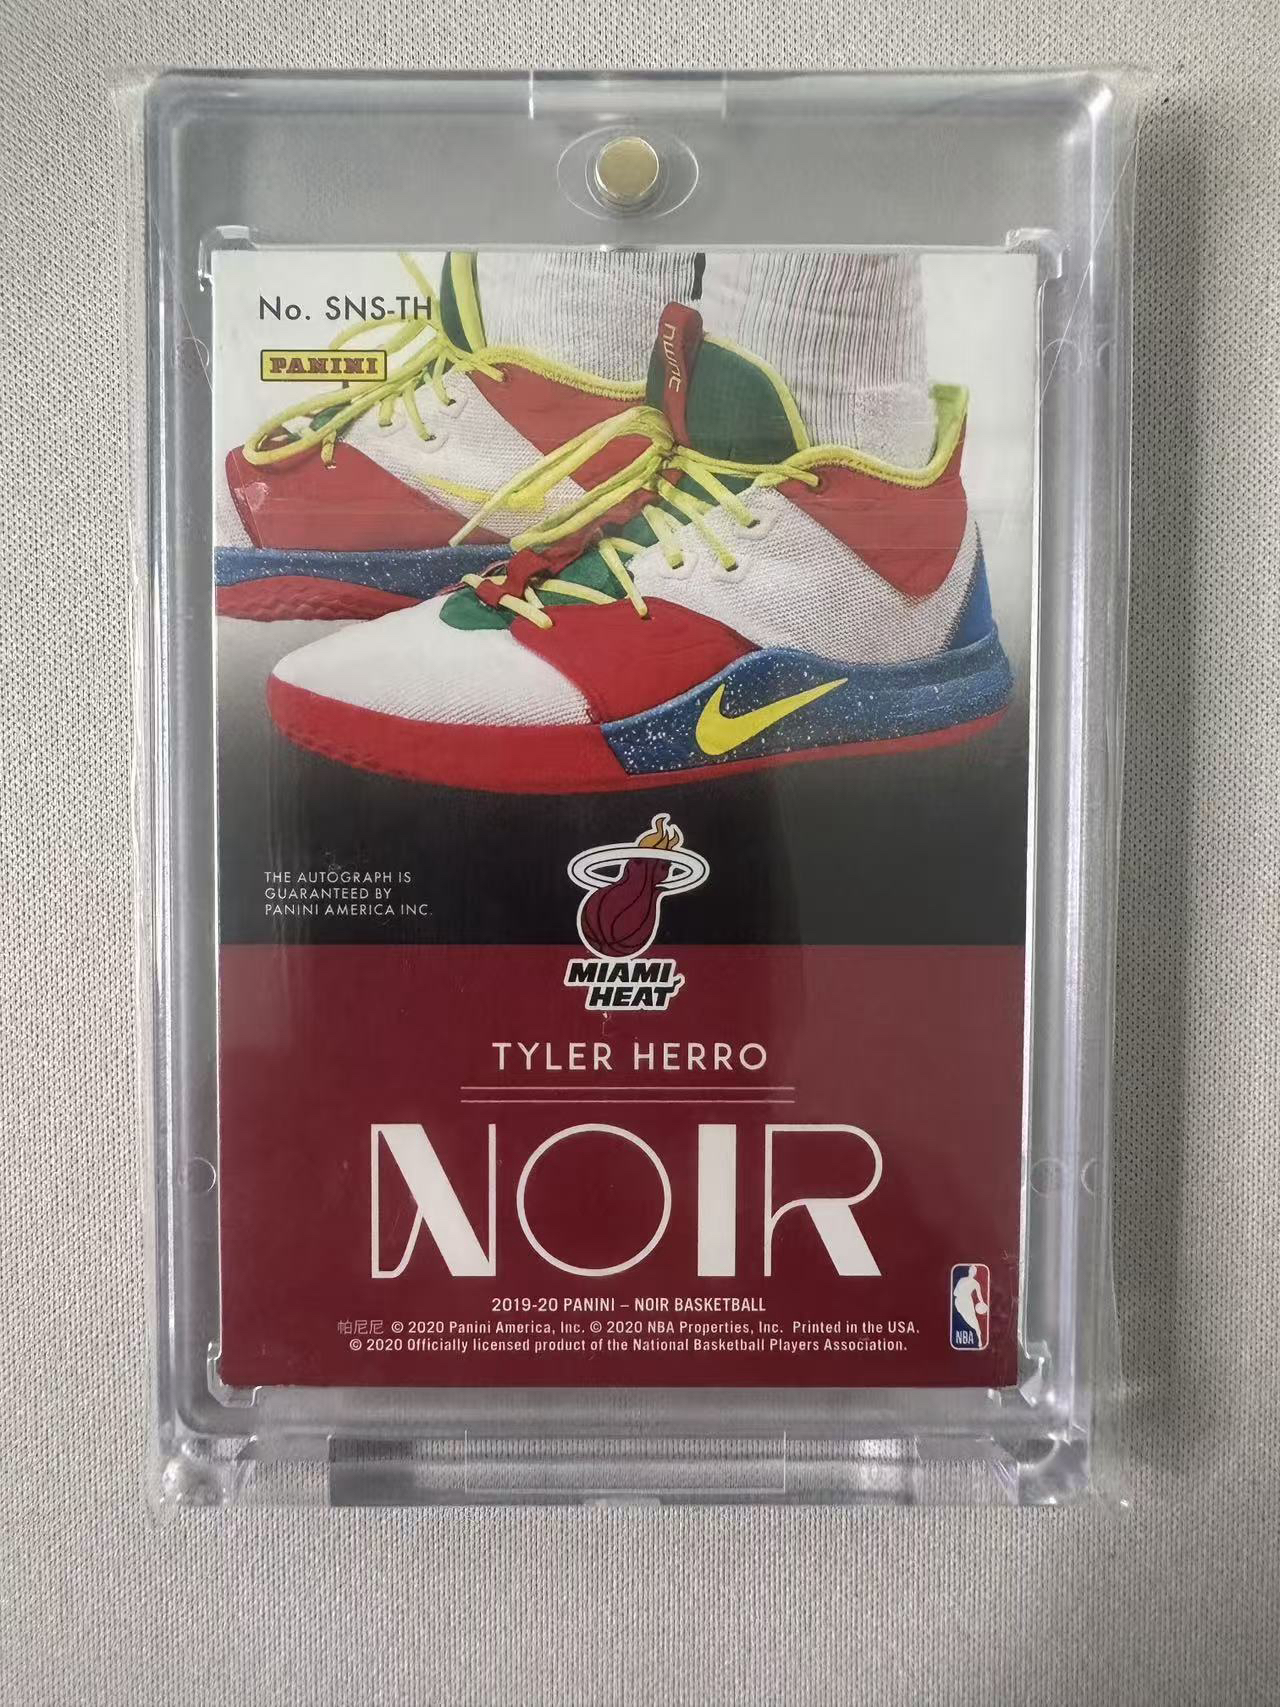 No. SNS-TH
PANINI
THE AUTOGRAPH IS
GUARANTEED BY
PANINI AMERICA INC.
MIAMI
HEAT
TYLER HERRO
NOIR
2019-20 PANINI – NOIR BASKETBALL
帕尼尼 © 2020 Panini America, Inc. © 2020 NBA Properties, Inc. Printed in the USA.
© 2020 Officially licensed product of the National Basketball Players Association.
NBA